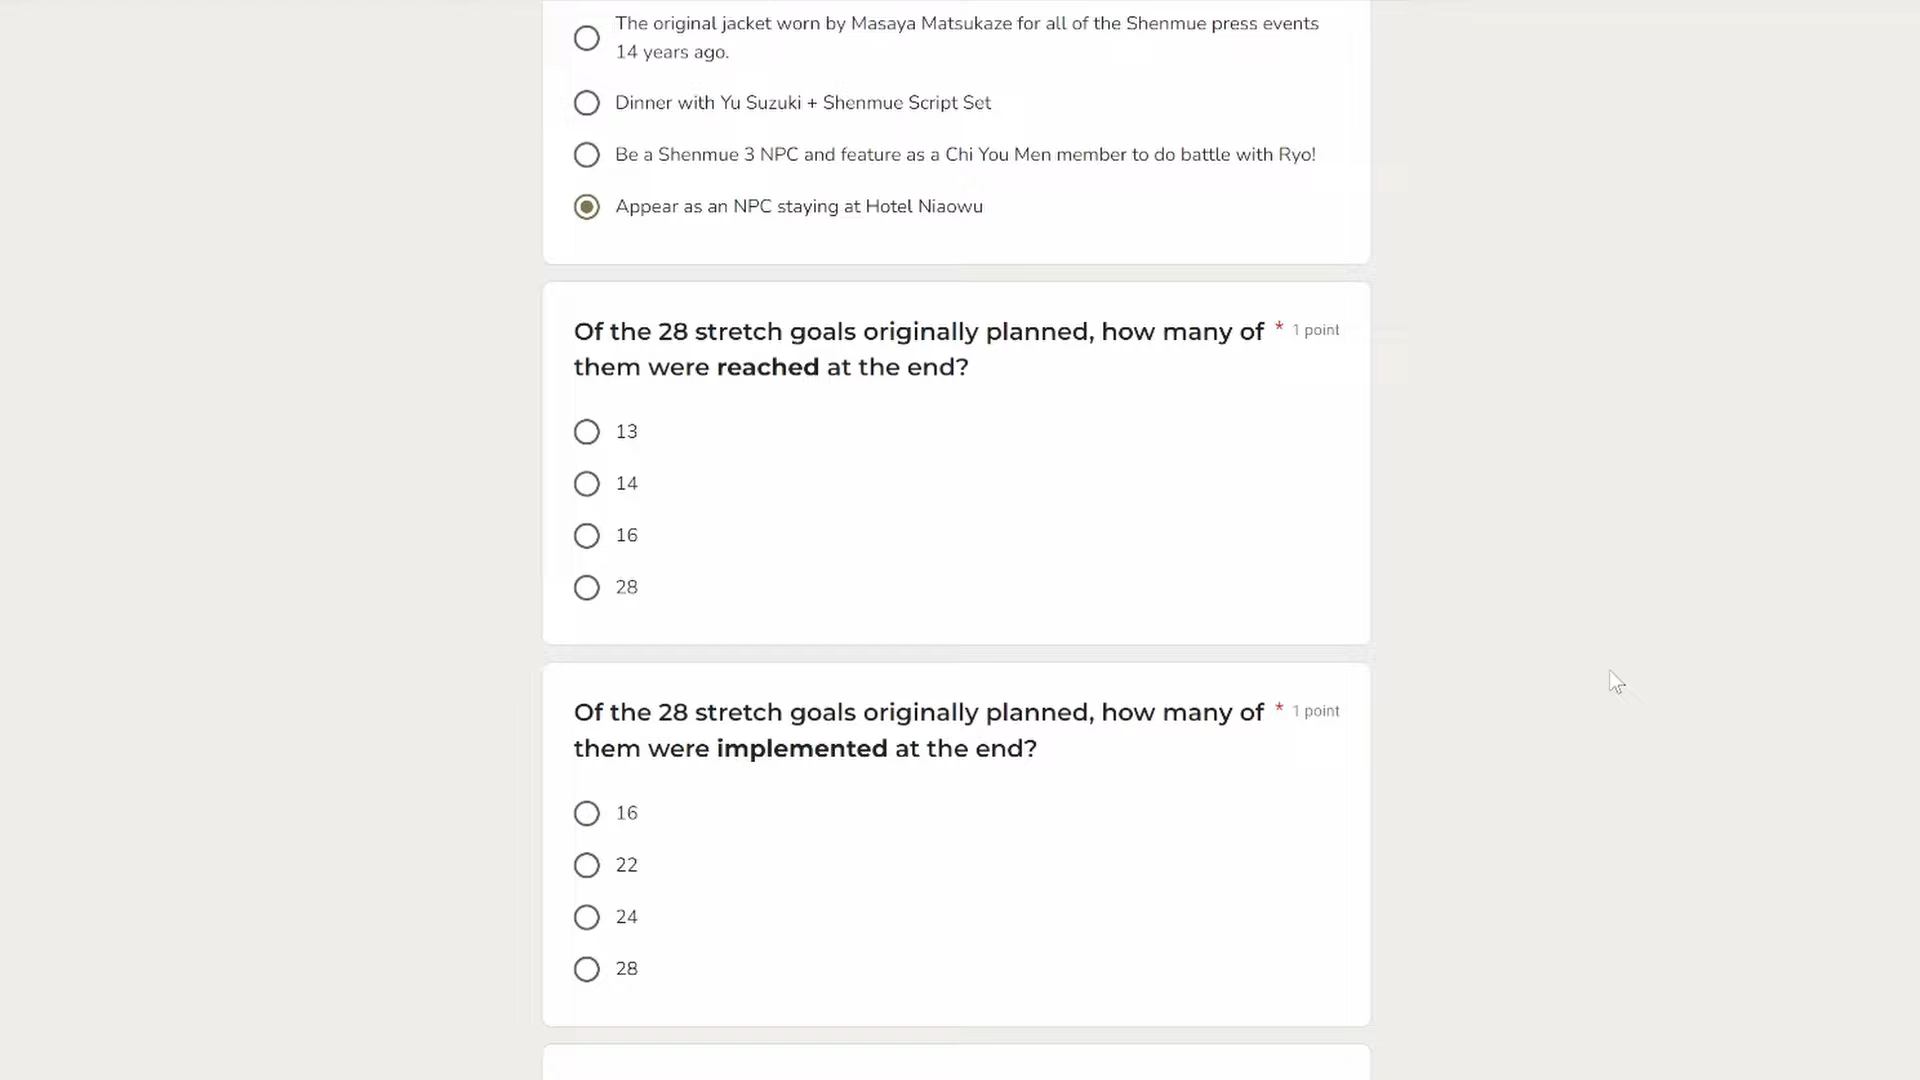 The original jacket worn by Masaya Matsukaze for all of the Shenmue press events
14 years ago.
Dinner with Yu Suzuki + Shenmue Script Set
Be a Shenmue 3 NPC and feature as a Chi You Men member to do battle with Ryo!
Appear as an NPC staying at Hotel Niaowu
Of the 28 stretch goals originally planned, how many of * 1 point
them were reached at the end?
13
14
16
28
Of the 28 stretch goals originally planned, how many of * 1 point
them were implemented at the end?
16
22
24
28